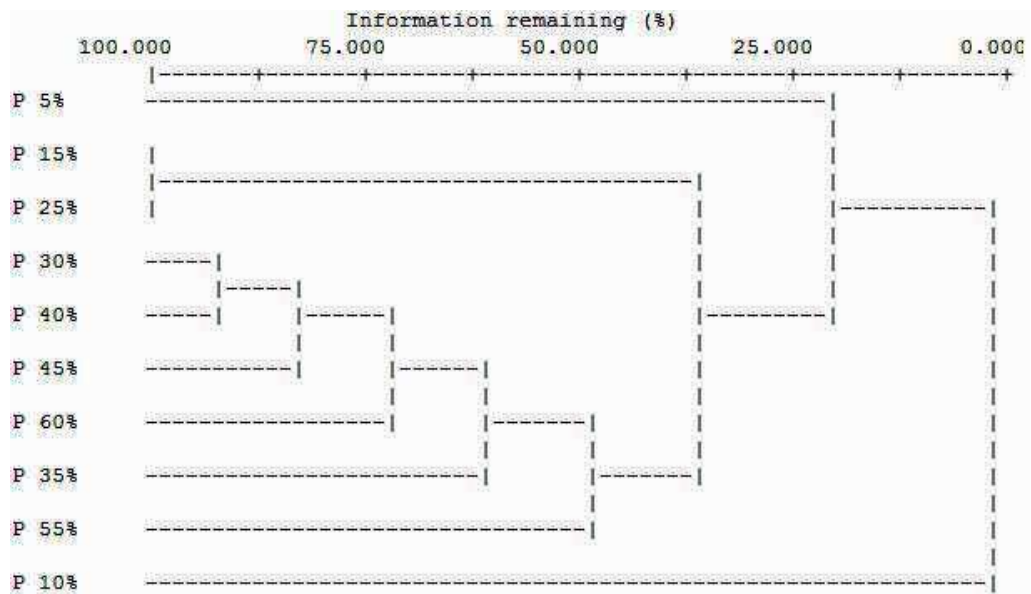 Information remaining (%)
100.000 75.000 50.000 25.000 0.000
P 5%
P 15%
P 25%
P 30%
P 40%
P 45%
P 60%
P 35%
P 55%
P 10%